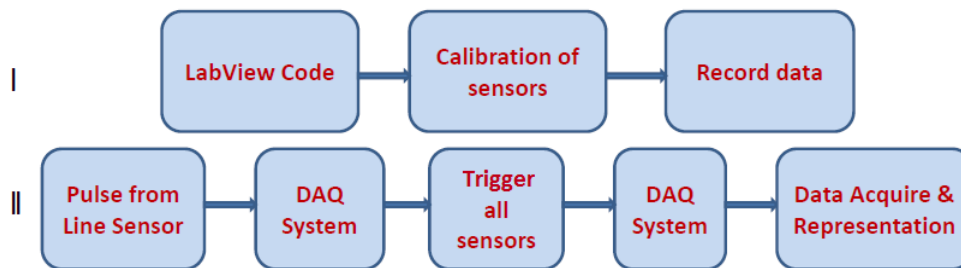 I
LabView Code
Calibration of
sensors
Record data
II
Pulse from
Line Sensor
DAQ
System
Trigger
all
sensors
DAQ
System
Data Acquire &
Representation